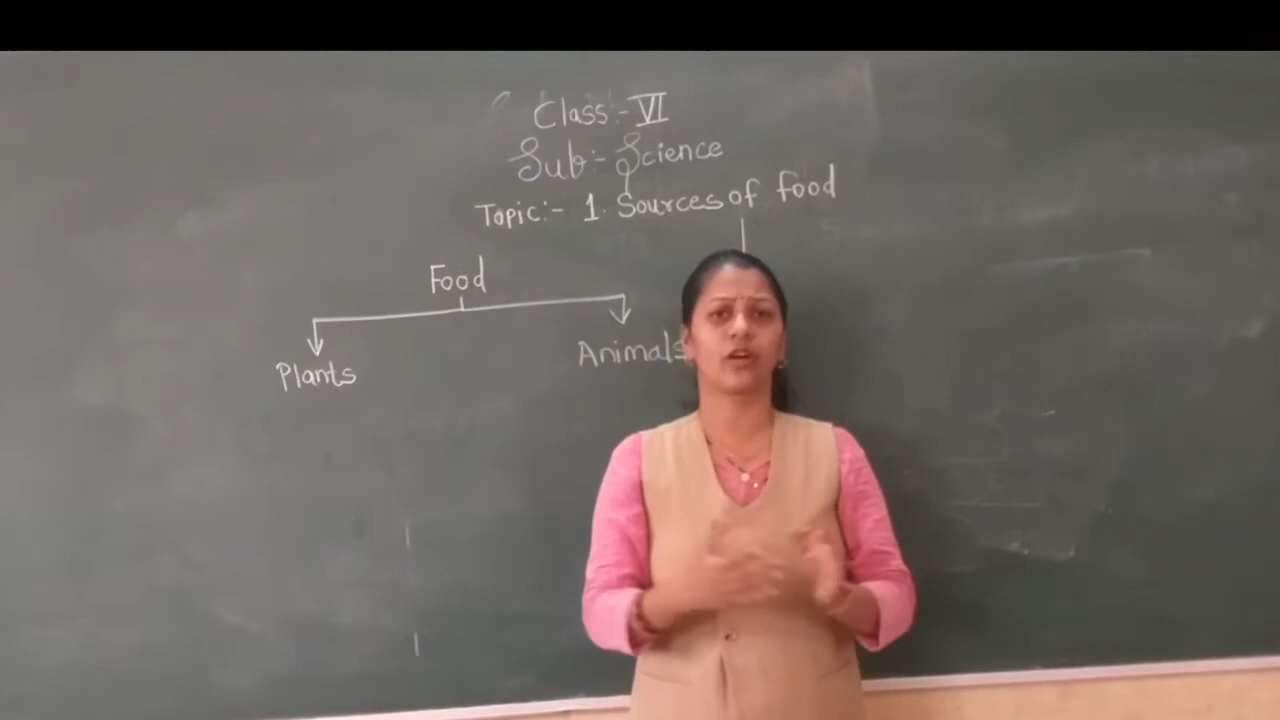 Class:- VI
Sub:- Science
Topic:- 1. Sources of food
Food
Plants
Animals